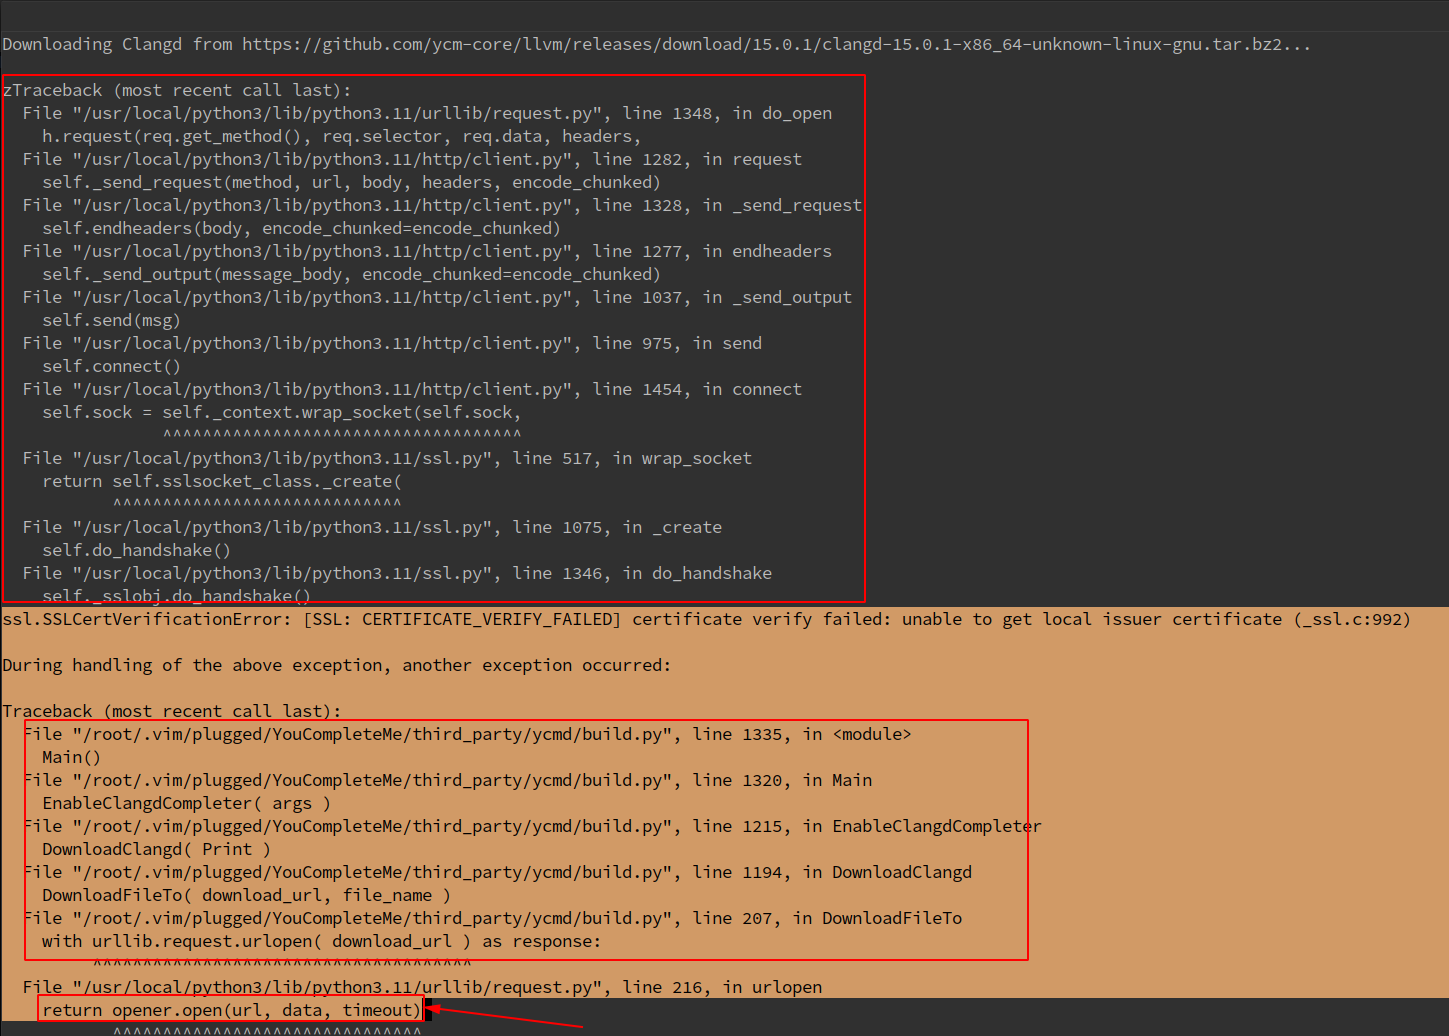 Downloading Clangd from https://github.com/ycm-core/llvm/releases/download/15.0.1/clangd-15.0.1-x86_64-unknown-linux-gnu.tar.bz2...
zTraceback (most recent call last):
File "/usr/local/python3/lib/python3.11/urllib/request.py", line 1348, in do_open
h.request(req.get_method(), req.selector, req.data, headers,
File "/usr/local/python3/lib/python3.11/http/client.py", line 1282, in request
self._send_request(method, url, body, headers, encode_chunked)
File "/usr/local/python3/lib/python3.11/http/client.py", line 1328, in _send_request
self.endheaders(body, encode_chunked=encode_chunked)
File "/usr/local/python3/lib/python3.11/http/client.py", line 1277, in endheaders
self._send_output(message_body, encode_chunked=encode_chunked)
File "/usr/local/python3/lib/python3.11/http/client.py", line 1037, in _send_output
self.send(msg)
File "/usr/local/python3/lib/python3.11/http/client.py", line 975, in send
self.connect()
File "/usr/local/python3/lib/python3.11/http/client.py", line 1454, in connect
self.sock = self._context.wrap_socket(self.sock,
^^^^^^^^^^^^^^^^^^^^^^^^^^^^^^^^^^^^
File "/usr/local/python3/lib/python3.11/ssl.py", line 517, in wrap_socket
return self.sslsocket_class._create(
^^^^^^^^^^^^^^^^^^^^^^^^^^^^^
File "/usr/local/python3/lib/python3.11/ssl.py", line 1075, in _create
self.do_handshake()
File "/usr/local/python3/lib/python3.11/ssl.py", line 1346, in do_handshake
self._sslobj.do_handshake()
ssl.SSLCertVerificationError: [SSL: CERTIFICATE_VERIFY_FAILED] certificate verify failed: unable to get local issuer certificate (_ssl.c:992)
During handling of the above exception, another exception occurred:
Traceback (most recent call last):
File "/root/.vim/plugged/YouCompleteMe/third_party/ycmd/build.py", line 1335, in <module>
Main()
File "/root/.vim/plugged/YouCompleteMe/third_party/ycmd/build.py", line 1320, in Main
EnableClangdCompleter( args )
File "/root/.vim/plugged/YouCompleteMe/third_party/ycmd/build.py", line 1215, in EnableClangdCompleter
DownloadClangd( Print )
File "/root/.vim/plugged/YouCompleteMe/third_party/ycmd/build.py", line 1194, in DownloadClangd
DownloadFileTo( download_url, file_name )
File "/root/.vim/plugged/YouCompleteMe/third_party/ycmd/build.py", line 207, in DownloadFileTo
with urllib.request.urlopen( download_url ) as response:
^^^^^^^^^^^^^^^^^^^^^^^^^^^^^^^^^^^^^^
File "/usr/local/python3/lib/python3.11/urllib/request.py", line 216, in urlopen
return opener.open(url, data, timeout)
^^^^^^^^^^^^^^^^^^^^^^^^^^^^^^^